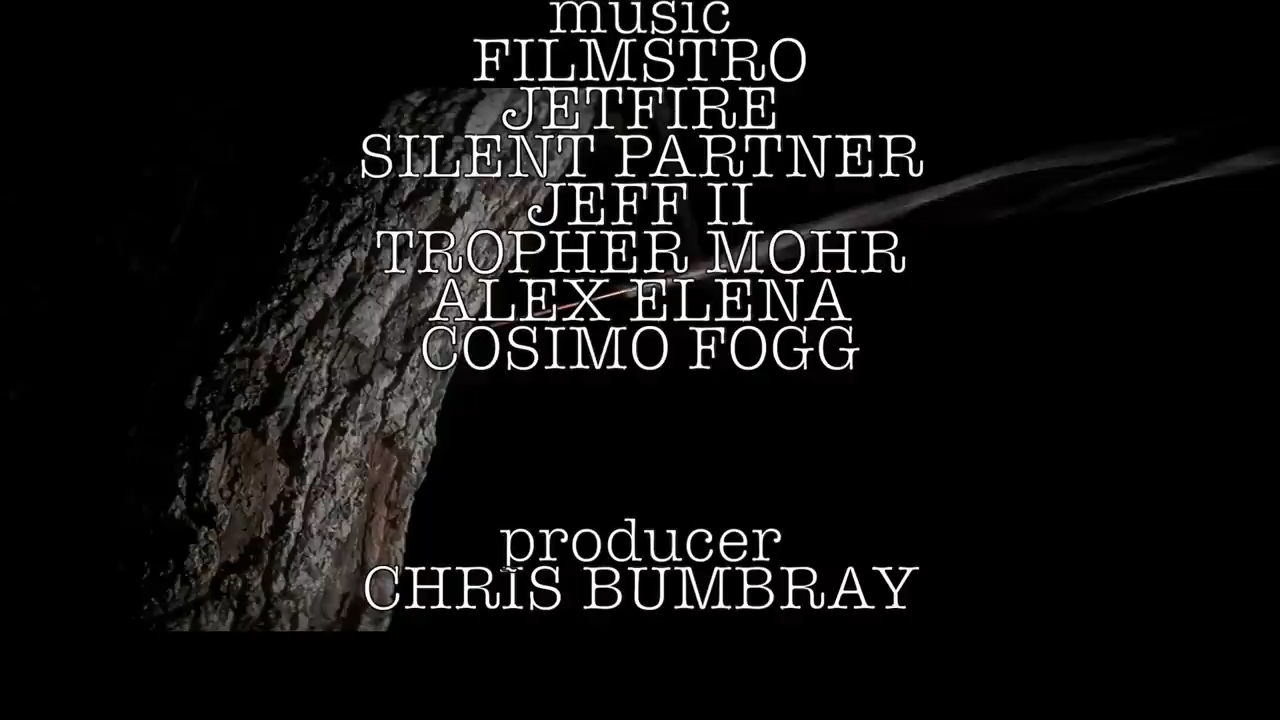 music
FILMSTRO
JETFIRE
SILENT PARTNER
JEFF II
TROPHER MOHR
ALEX ELENA
COSIMO FOGG
producer
CHRIS BUMBRAY